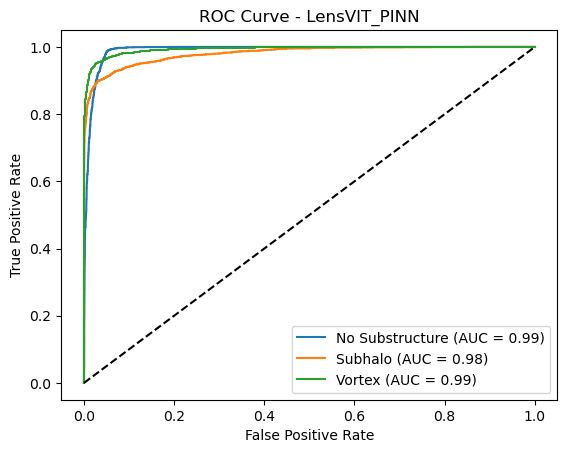 ROC Curve - LensVIT_PINN
True Positive Rate
1.0
0.8
0.6
0.4
0.2
0.0
No Substructure (AUC = 0.99)
Subhalo (AUC = 0.98)
Vortex (AUC = 0.99)
0.0 0.2 0.4 0.6 0.8 1.0
False Positive Rate